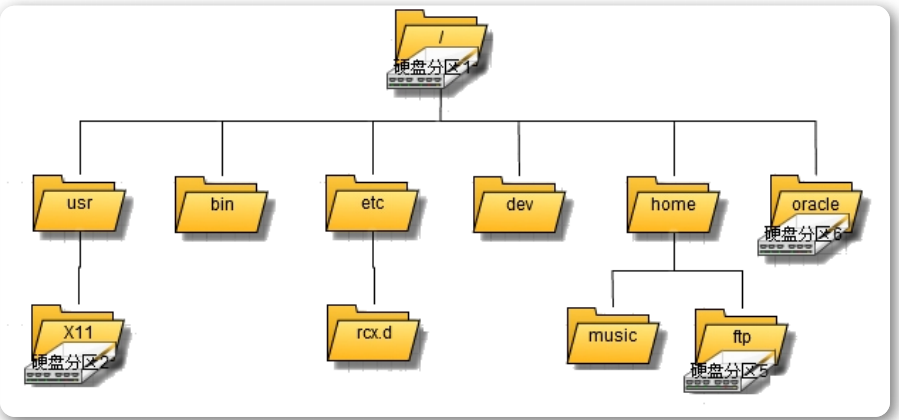 /
硬盘分区1
usr
bin
etc
dev
home
oracle
硬盘分区6
X11
硬盘分区2
rcx.d
music
ftp
硬盘分区5